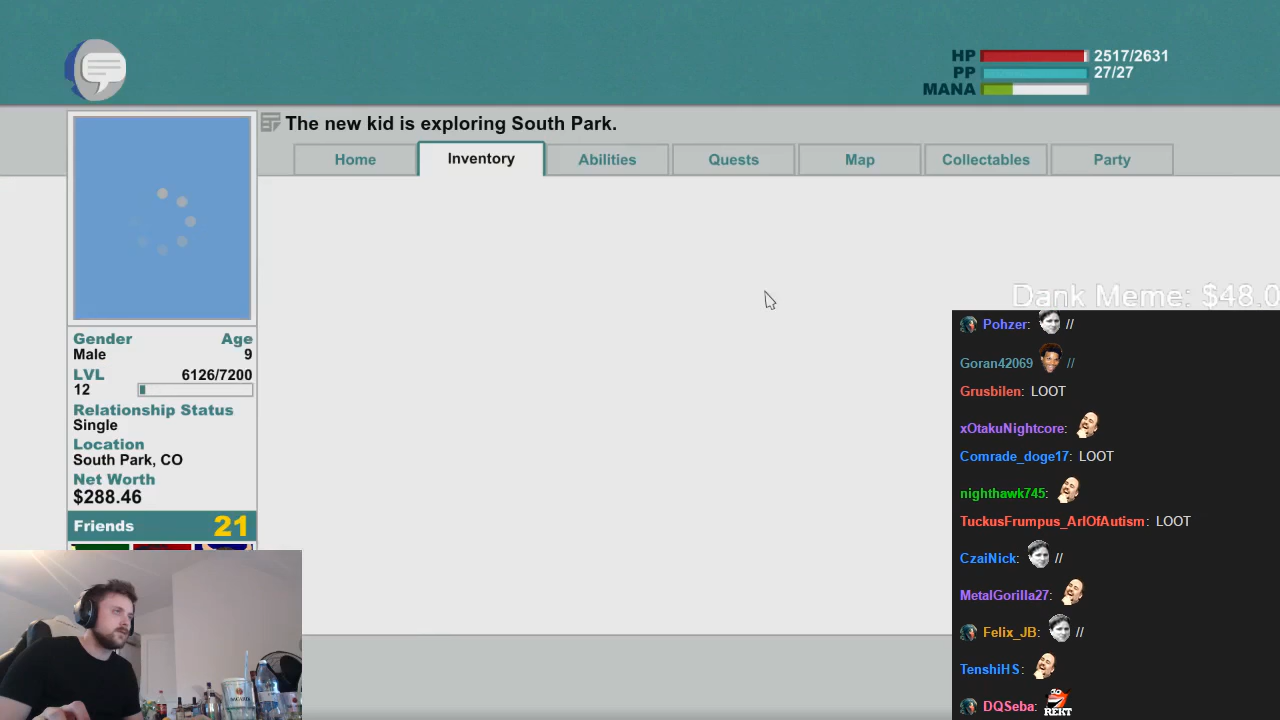 HP 2517/2631
PP 27/27
MANA
The new kid is exploring South Park.
Home Inventory Abilities Quests Map Collectables Party
Gender Age
Male 9
LVL 6126/7200
12
Relationship Status
Single
Location
South Park, CO
Net Worth
$288.46
Friends 21
Dank Meme: $48.0
Pohzer: //
Goran42069 //
Grusbilen: LOOT
xOtakuNightcore:
Comrade_doge17: LOOT
nighthawk745:
TuckusFrumpus_ArlOfAutism: LOOT
CzaiNick: //
MetalGorilla27:
Felix_JB: //
TenshiHS:
DQSeba: REKT